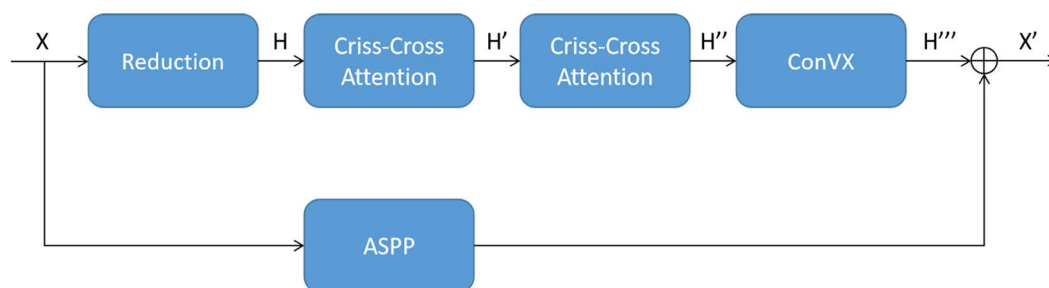 X
Reduction
H
Criss-Cross
Attention
H'
Criss-Cross
Attention
H''
ConVX
H'''
X'
ASPP